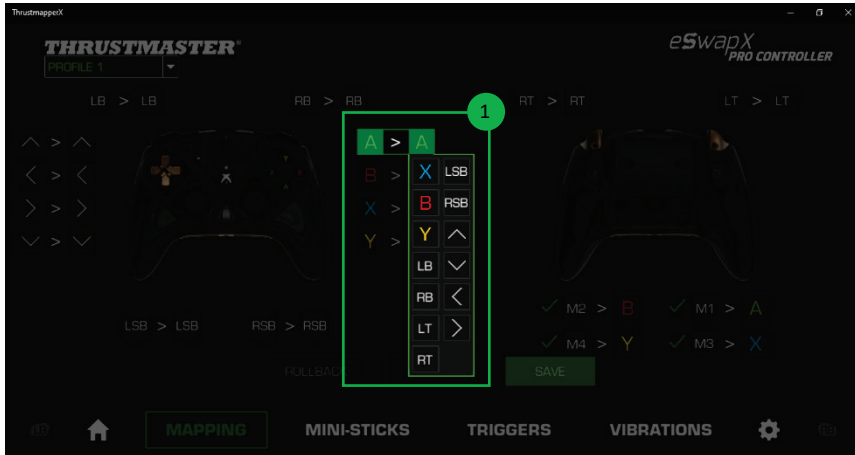 ThrustmapperX
THRUSTMASTER®
eSwapX
PRO CONTROLLER
PROFILE 1
LB > LB
RB > RB
RT > RT
LT > LT
1
A > A
B >
X >
Y >
X LSB
B RSB
Y
LB
RB
LT
RT
M2 > B
M1 > A
M4 > Y
M3 > X
LSB > LSB
RSB > RSB
ROLLBACK
SAVE
MAPPING
MINI-STICKS
TRIGGERS
VIBRATIONS